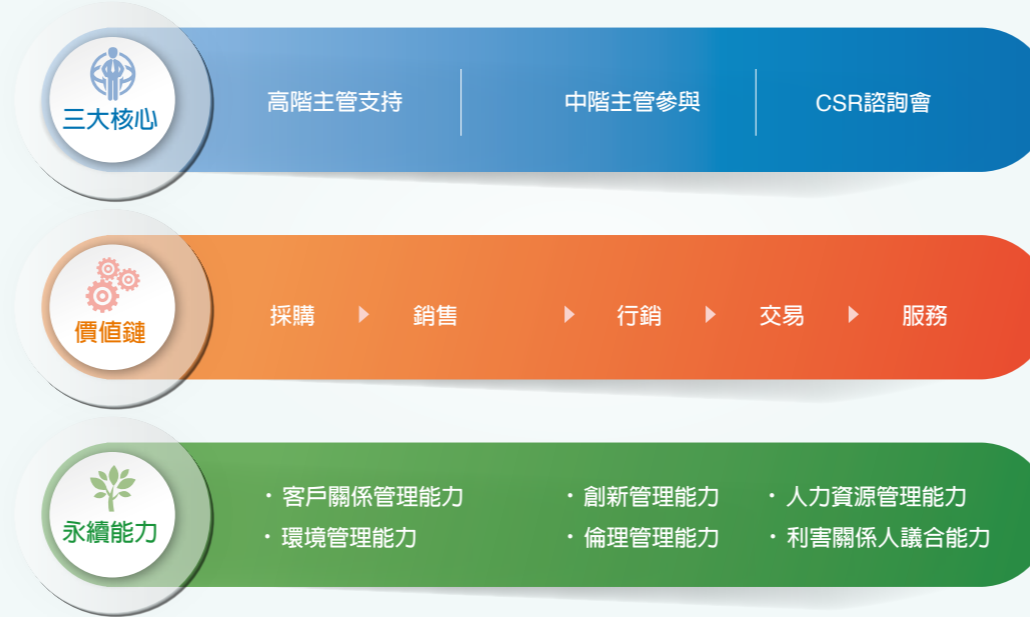 三大核心
高階主管支持
中階主管參與
CSR諮詢會
價值鏈
採購 ▶ 銷售 ▶ 行銷 ▶ 交易 ▶ 服務
永續能力
・客戶關係管理能力 ・創新管理能力 ・人力資源管理能力
・環境管理能力 ・倫理管理能力 ・利害關係人議合能力